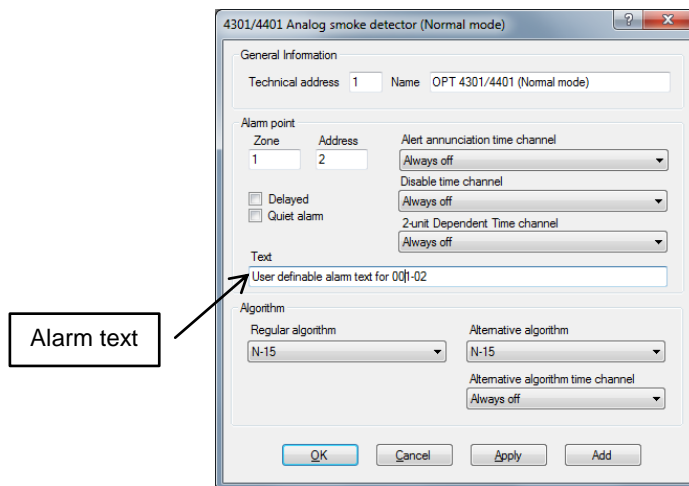 4301/4401 Analog smoke detector (Normal mode)
General Information
Technical address 1 Name OPT 4301/4401 (Normal mode)
Alarm point
Zone Address Alert annunciation time channel
1 2 Always off
Disable time channel
Delayed Always off
Quiet alarm
2-unit Dependent Time channel
Always off
Text
User definable alarm text for 001-02
Alarm text
Algorithm
Regular algorithm Alternative algorithm
N-15 N-15
Alternative algorithm time channel
Always off
OK Cancel Apply Add